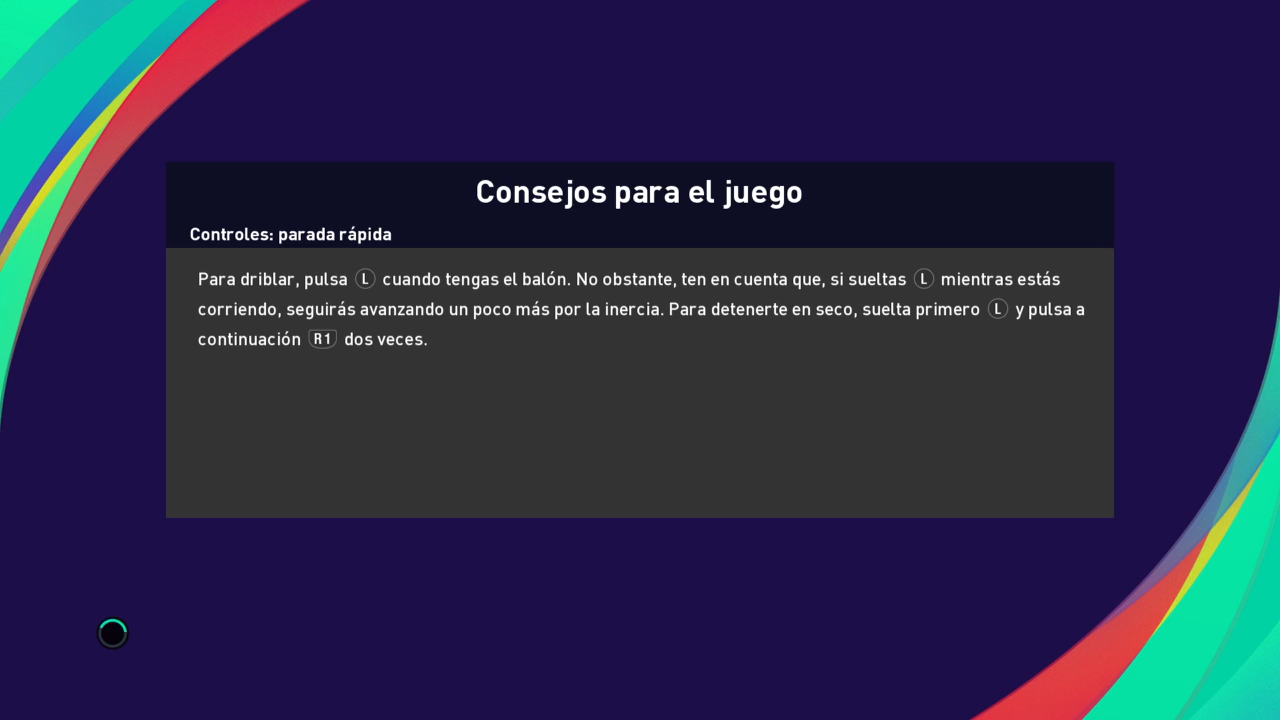 Consejos para el juego
Controles: parada rápida
Para driblar, pulsa L cuando tengas el balón. No obstante, ten en cuenta que, si sueltas L mientras estás
corriendo, seguirás avanzando un poco más por la inercia. Para detenerte en seco, suelta primero L y pulsa a
continuación R1 dos veces.